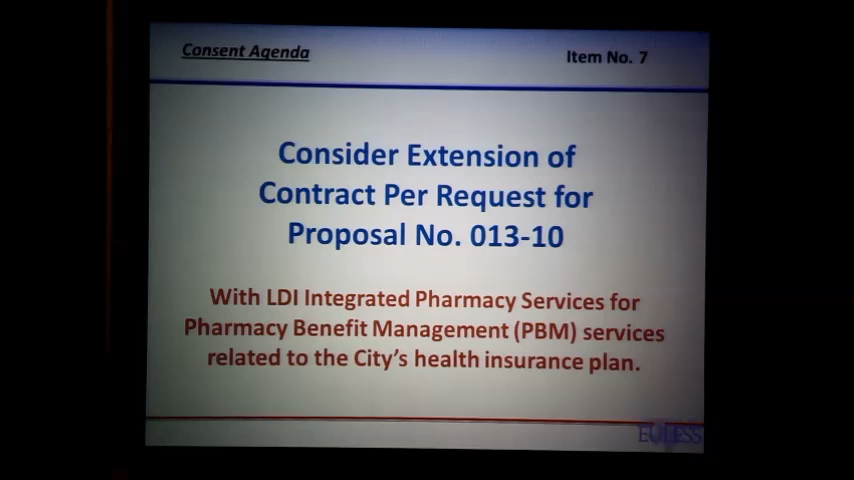 Consent Agenda
Item No. 7
Consider Extension of
Contract Per Request for
Proposal No. 013-10
With LDI Integrated Pharmacy Services for
Pharmacy Benefit Management (PBM) services
related to the City's health insurance plan.
EULESS